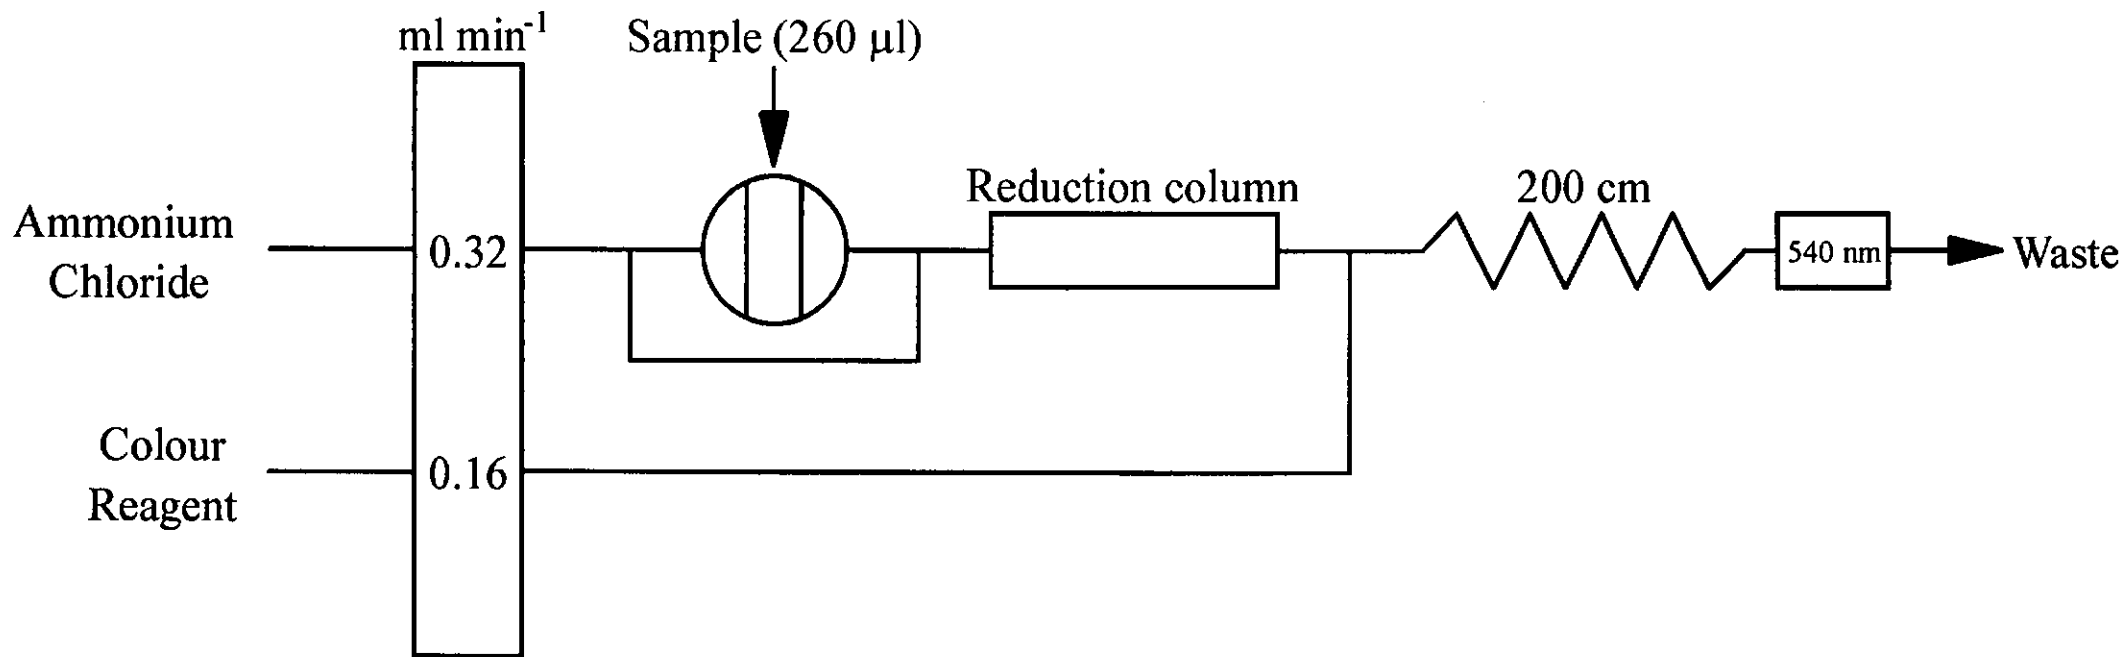 ml min⁻¹
Sample (260 µl)
Reduction column
200 cm
Ammonium
Chloride
0.32
540 nm
Waste
Colour
Reagent
0.16